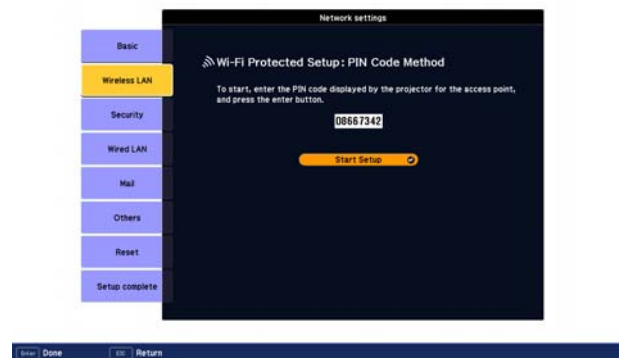 Network settings
Basic
Wireless LAN
Security
Wired LAN
Mail
Others
Reset
Setup complete
Wi-Fi Protected Setup: PIN Code Method
To start, enter the PIN code displayed by the projector for the access point,
and press the enter button.
08667342
Start Setup
Enter Done
ESC Return